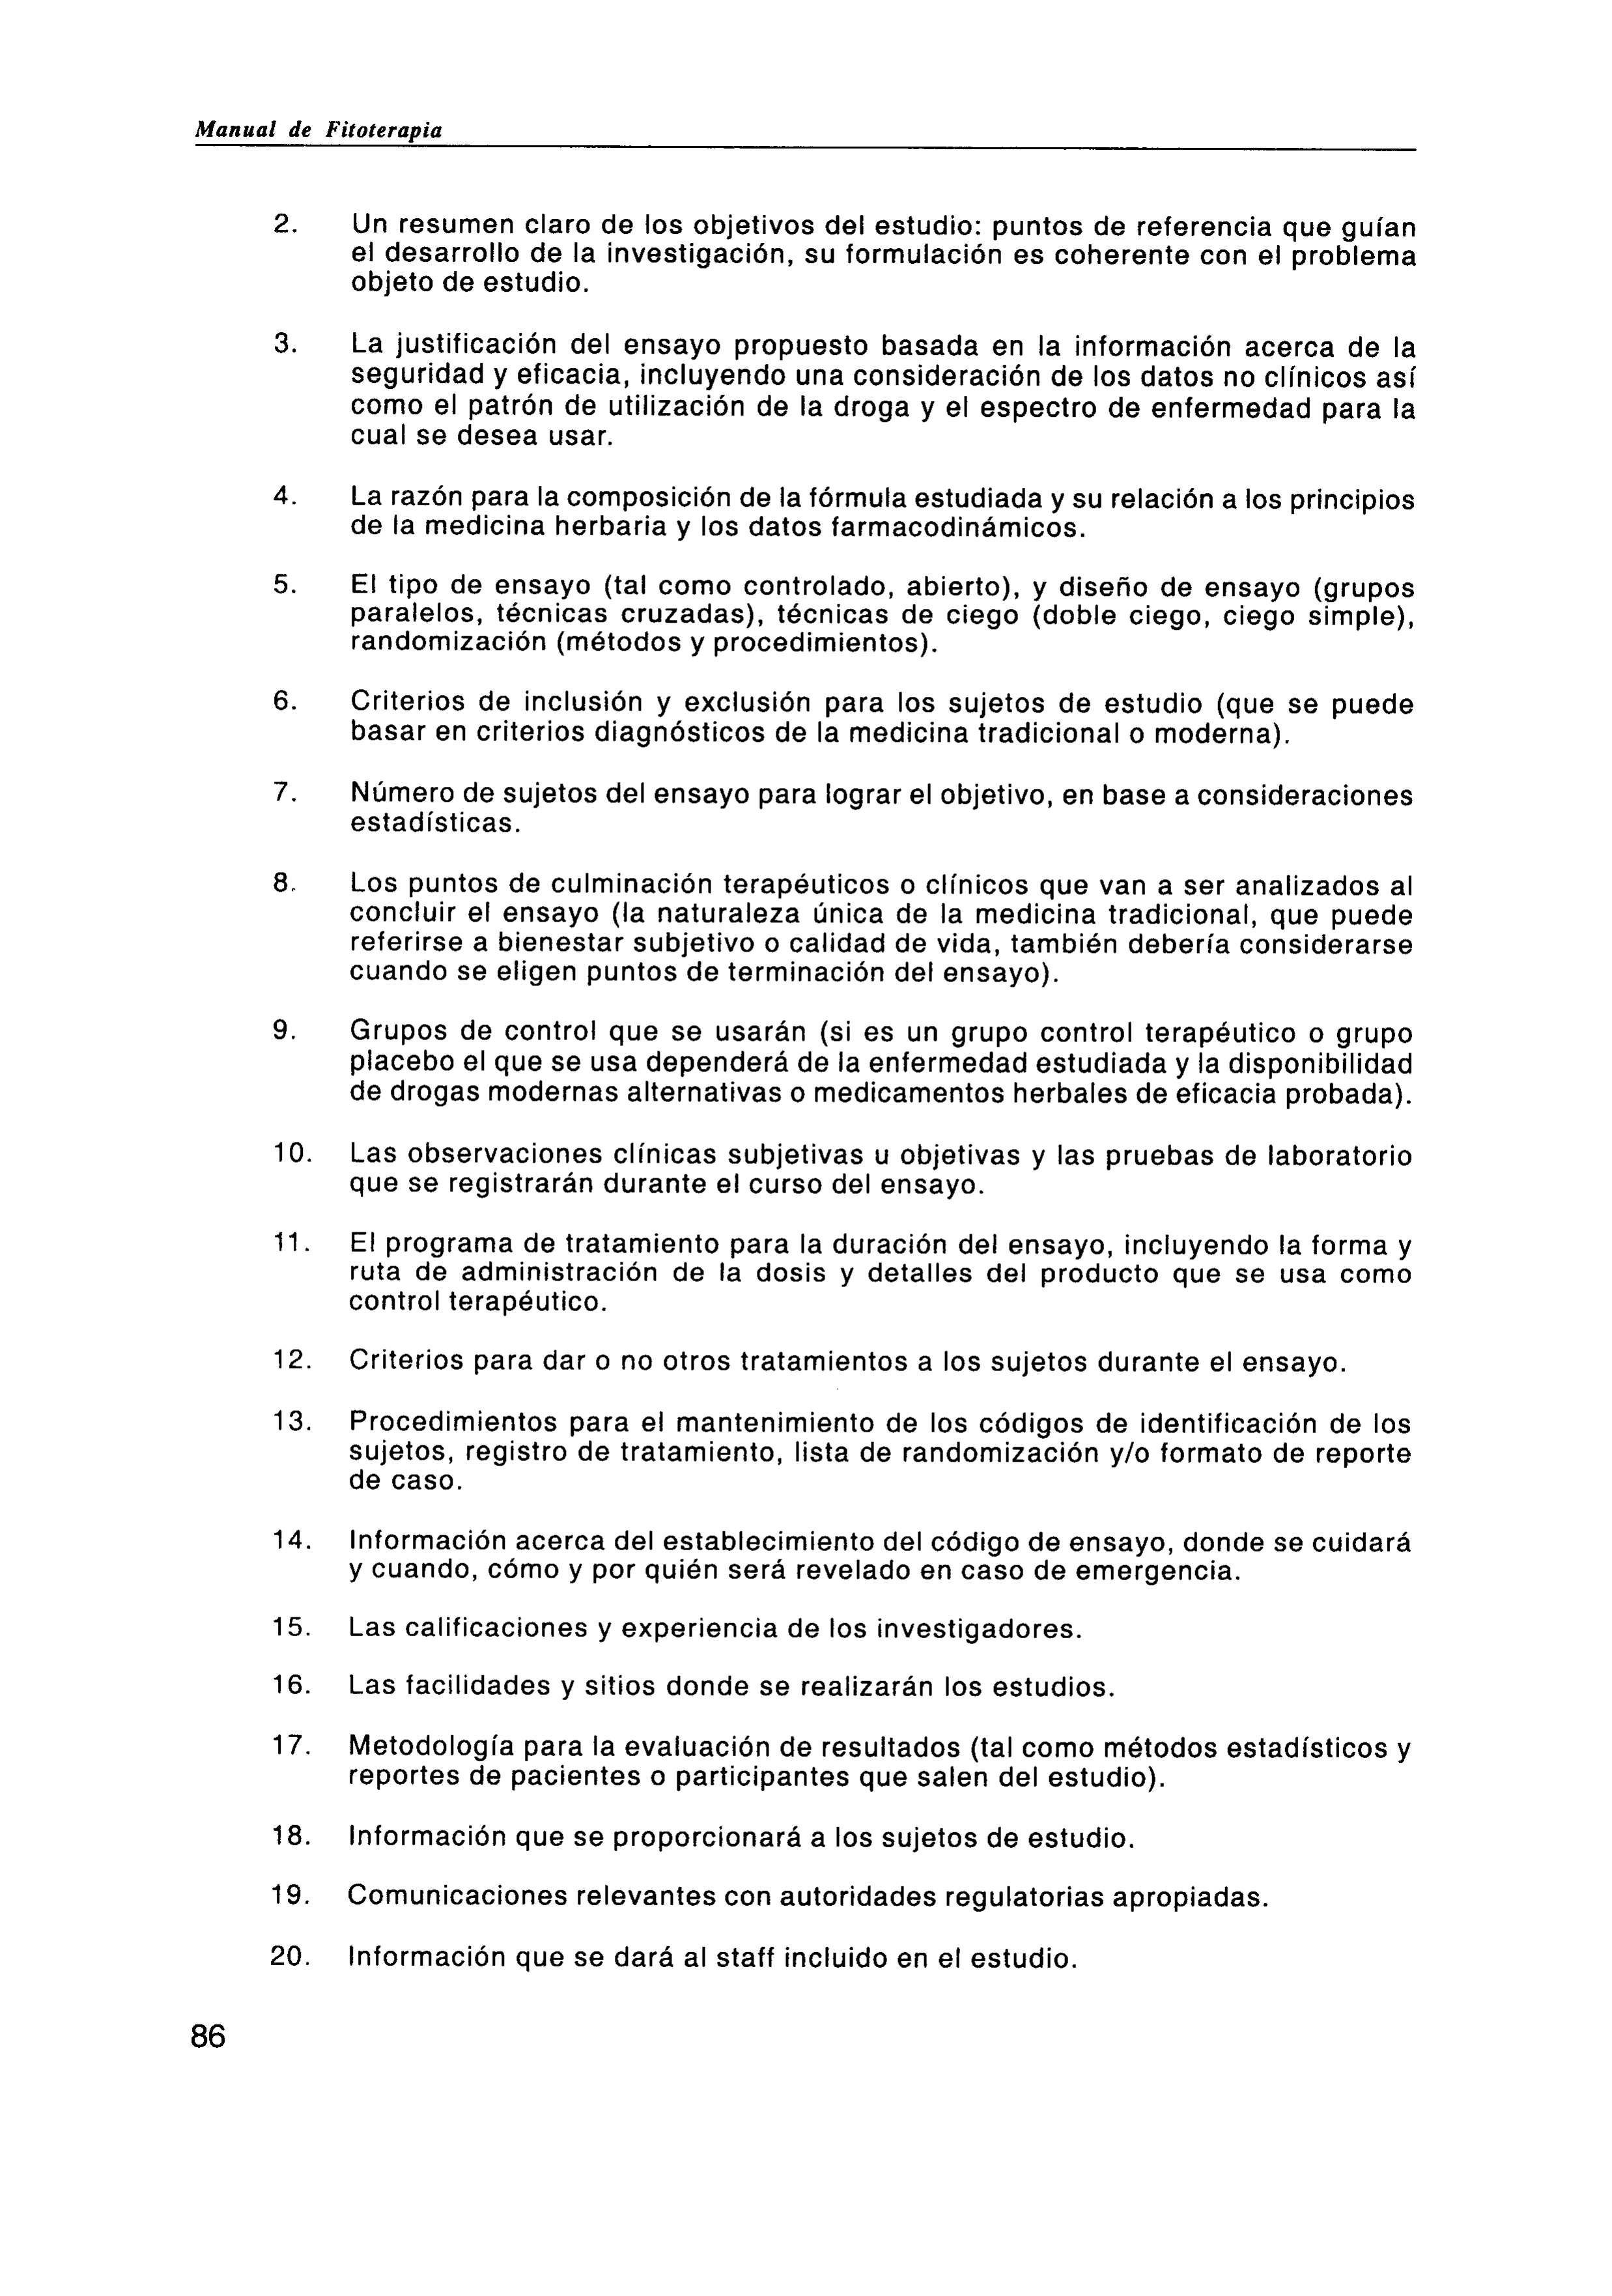 Manual de Fitoterapia
2. Un resumen claro de los objetivos del estudio: puntos de referencia que guían
el desarrollo de la investigación, su formulación es coherente con el problema
objeto de estudio.
3. La justificación del ensayo propuesto basada en la información acerca de la
seguridad y eficacia, incluyendo una consideración de los datos no clínicos así
como el patrón de utilización de la droga y el espectro de enfermedad para la
cual se desea usar.
4. La razón para la composición de la fórmula estudiada y su relación a los principios
de la medicina herbaria y los datos farmacodinámicos.
5. El tipo de ensayo (tal como controlado, abierto), y diseño de ensayo (grupos
paralelos, técnicas cruzadas), técnicas de ciego (doble ciego, ciego simple),
randomización (métodos y procedimientos).
6. Criterios de inclusión y exclusión para los sujetos de estudio (que se puede
basar en criterios diagnósticos de la medicina tradicional o moderna).
7. Número de sujetos del ensayo para lograr el objetivo, en base a consideraciones
estadísticas.
8. Los puntos de culminación terapéuticos o clínicos que van a ser analizados al
concluir el ensayo (la naturaleza única de la medicina tradicional, que puede
referirse a bienestar subjetivo o calidad de vida, también debería considerarse
cuando se eligen puntos de terminación del ensayo).
9. Grupos de control que se usarán (si es un grupo control terapéutico o grupo
placebo el que se usa dependerá de la enfermedad estudiada y la disponibilidad
de drogas modernas alternativas o medicamentos herbales de eficacia probada).
10. Las observaciones clínicas subjetivas u objetivas y las pruebas de laboratorio
que se registrarán durante el curso del ensayo.
11. El programa de tratamiento para la duración del ensayo, incluyendo la forma y
ruta de administración de la dosis y detalles del producto que se usa como
control terapéutico.
12. Criterios para dar o no otros tratamientos a los sujetos durante el ensayo.
13. Procedimientos para el mantenimiento de los códigos de identificación de los
sujetos, registro de tratamiento, lista de randomización y/o formato de reporte
de caso.
14. Información acerca del establecimiento del código de ensayo, donde se cuidará
y cuando, cómo y por quién será revelado en caso de emergencia.
15. Las calificaciones y experiencia de los investigadores.
16. Las facilidades y sitios donde se realizarán los estudios.
17. Metodología para la evaluación de resultados (tal como métodos estadísticos y
reportes de pacientes o participantes que salen del estudio).
18. Información que se proporcionará a los sujetos de estudio.
19. Comunicaciones relevantes con autoridades regulatorias apropiadas.
20. Información que se dará al staff incluido en el estudio.
86